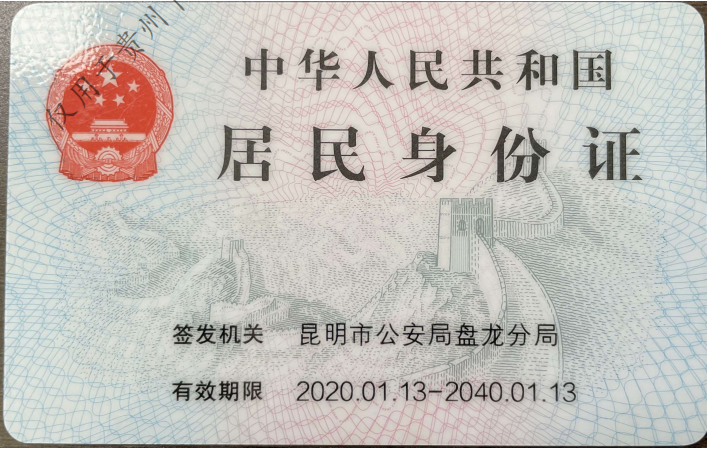 仅用于贵州
中华人民共和国
居民身份证
签发机关 昆明市公安局盘龙分局
有效期限 2020.01.13-2040.01.13